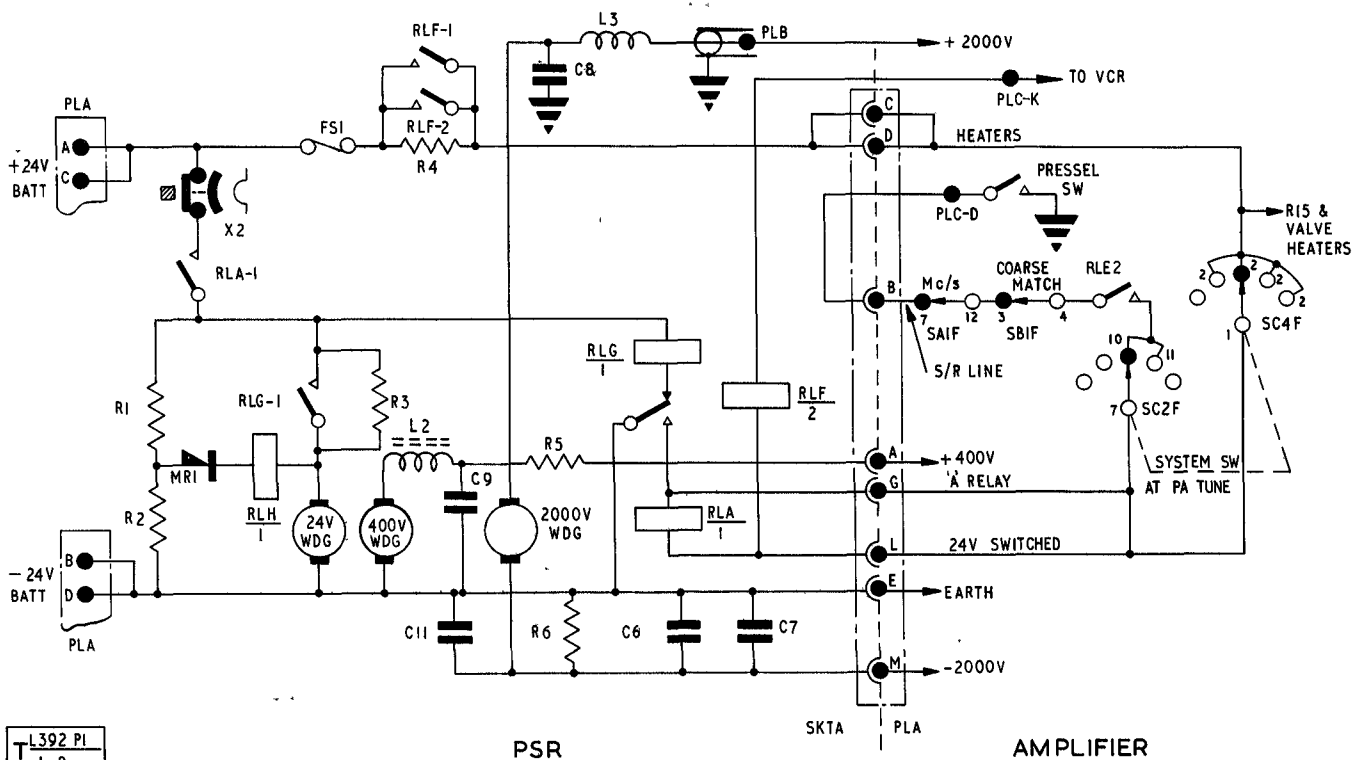 RLF-1
L3
PLB
+ 2000V
C8
TO VCR
PLC-K
PLA
A
+24V
C
BATT
FS1
RLF-2
R4
X2
RLA-1
C
D
HEATERS
PRESSEL
SW
PLC-D
R15 &
VALVE
HEATERS
B
Mc/s
COARSE
MATCH
RLE2
7
12
3
4
SA1F
SB1F
S/R LINE
2
2
2
2
1
SC4F
10
11
7
SC2F
SYSTEM SW
AT PA TUNE
R1
RLG-1
R3
RLG
1
RLF
2
L2
R5
MR1
R2
RLH
1
24V
WDG
400V
WDG
C9
2000V
WDG
RLA
1
A
+400V
G
'A' RELAY
L
24V SWITCHED
E
EARTH
M
-2000V
B
-24V
BATT
D
PLA
C11
R6
C6
C7
SKTA
PLA
PSR
AMPLIFIER
T
L392 P1